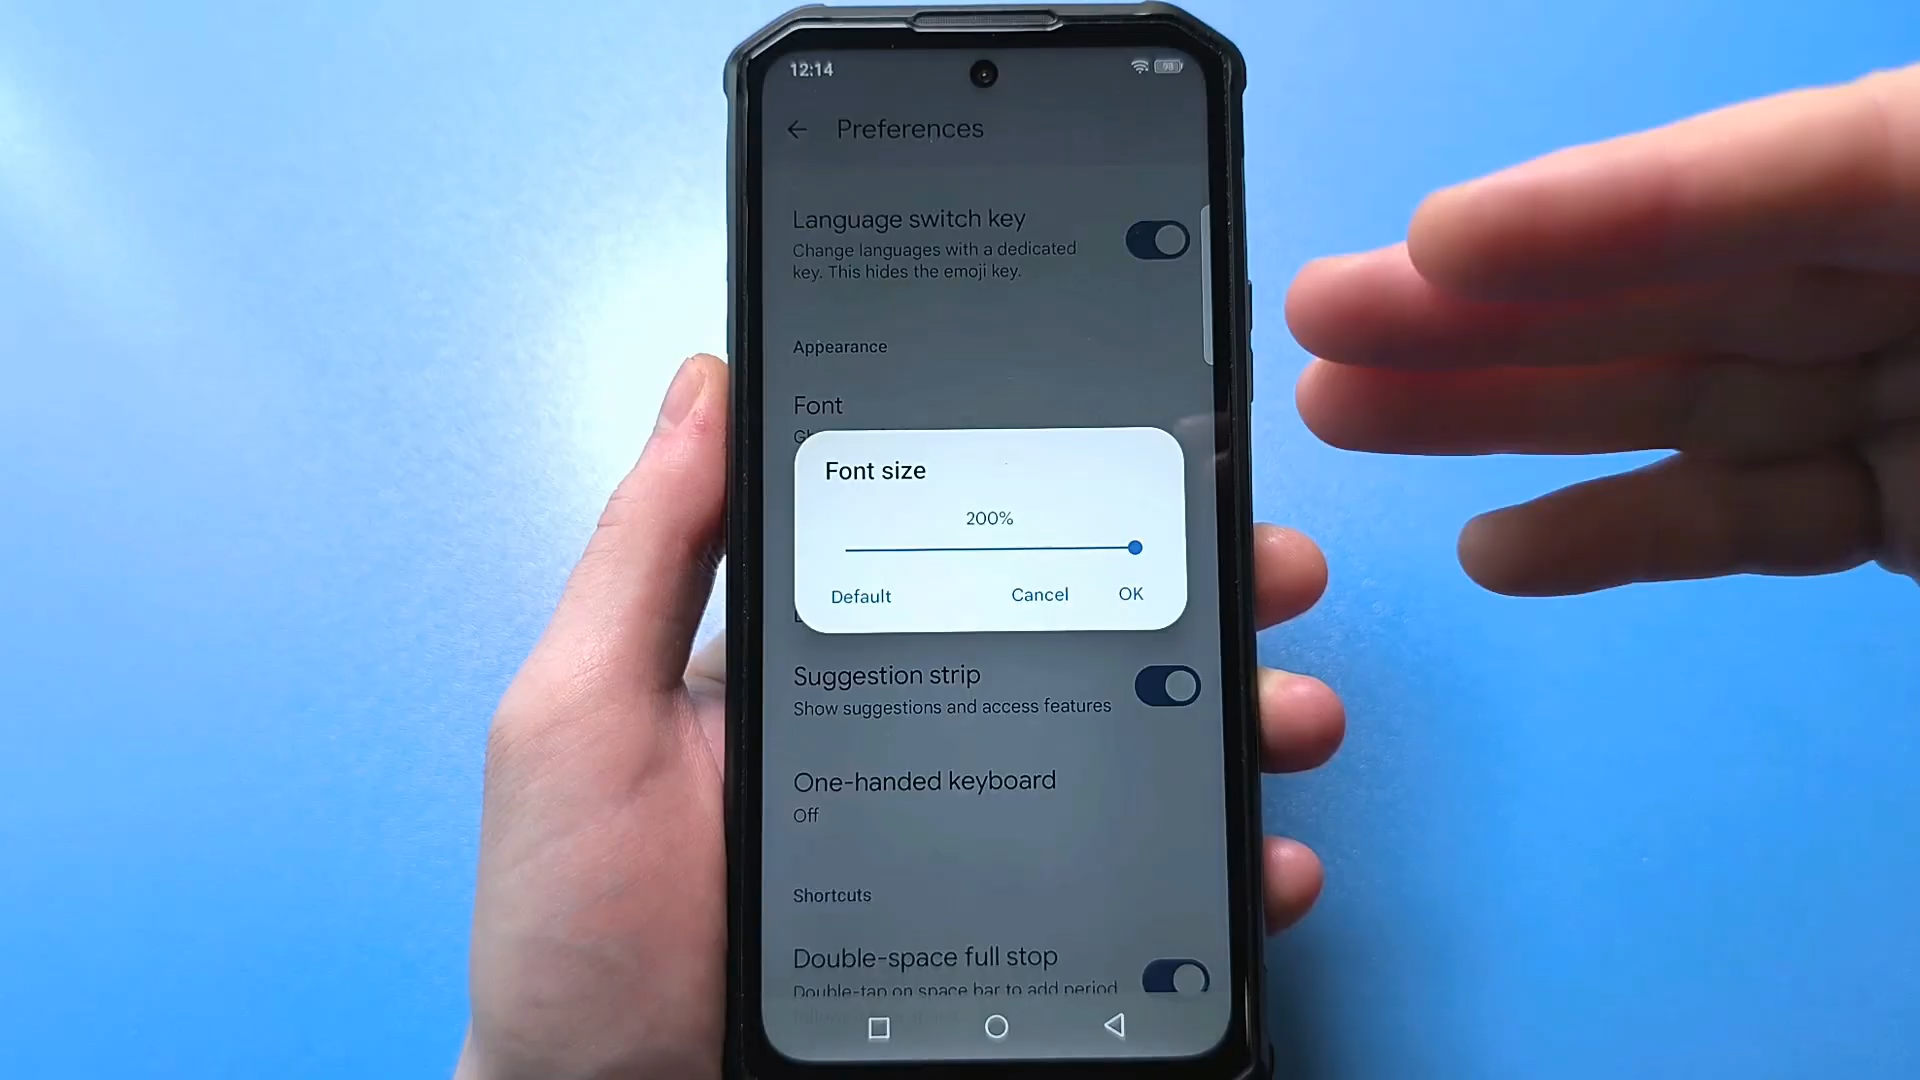 12:14
98
Preferences
Language switch key
Change languages with a dedicated
key. This hides the emoji key.
Appearance
Font
Font size
200%
Default
Cancel
OK
Suggestion strip
Show suggestions and access features
One-handed keyboard
Off
Shortcuts
Double-space full stop
Double-tap on space bar to add period